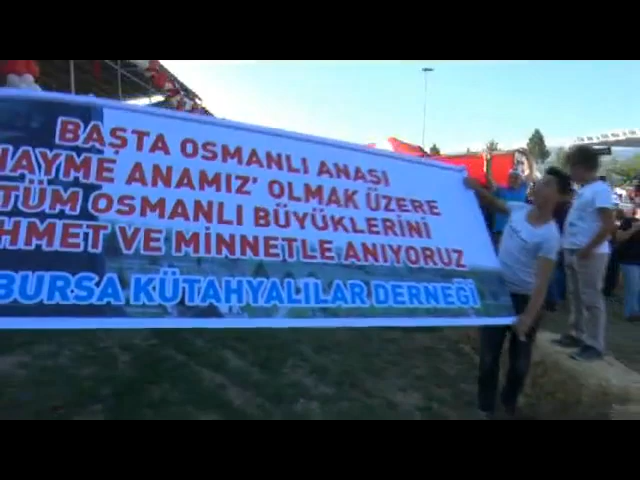 BAŞTA OSMANLI ANASI
HAYME ANAMIZ' OLMAK ÜZERE
TÜM OSMANLI BÜYÜKLERİNİ
HMET VE MİNNETLE ANIYORUZ
BURSA KÜTAHYALILAR DERNEĞİ